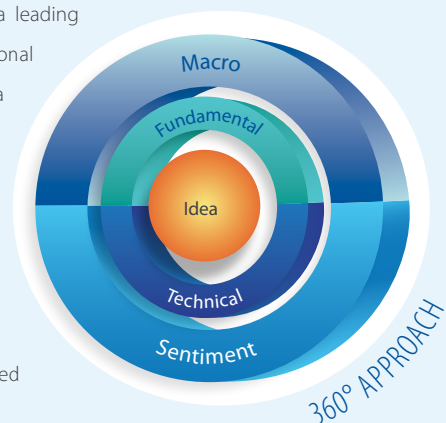 a leading
onal
a
Macro
Fundamental
Idea
Technical
Sentiment
ed
360° APPROACH